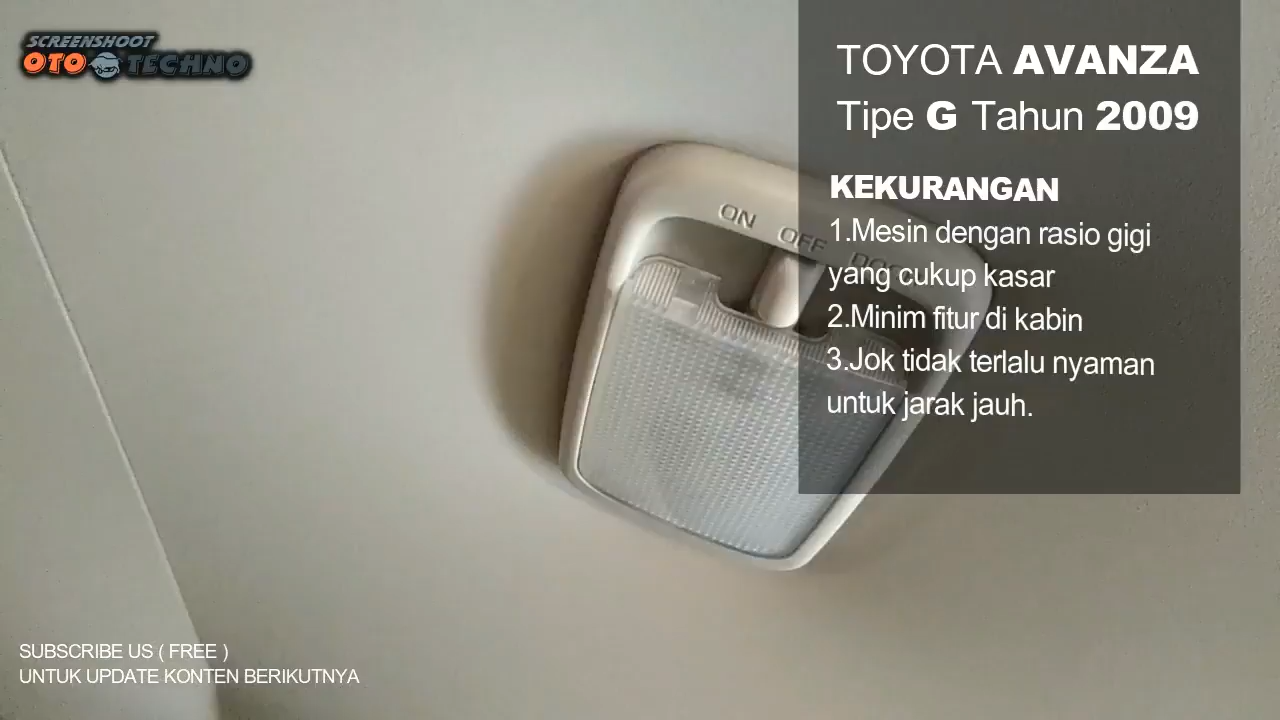 SCREENSHOOT
OTO TECHNO
TOYOTA AVANZA
Tipe G Tahun 2009
KEKURANGAN
1.Mesin dengan rasio gigi
yang cukup kasar
2.Minim fitur di kabin
3.Jok tidak terlalu nyaman
untuk jarak jauh.
ON
OFF
DOOR
SUBSCRIBE US ( FREE )
UNTUK UPDATE KONTEN BERIKUTNYA